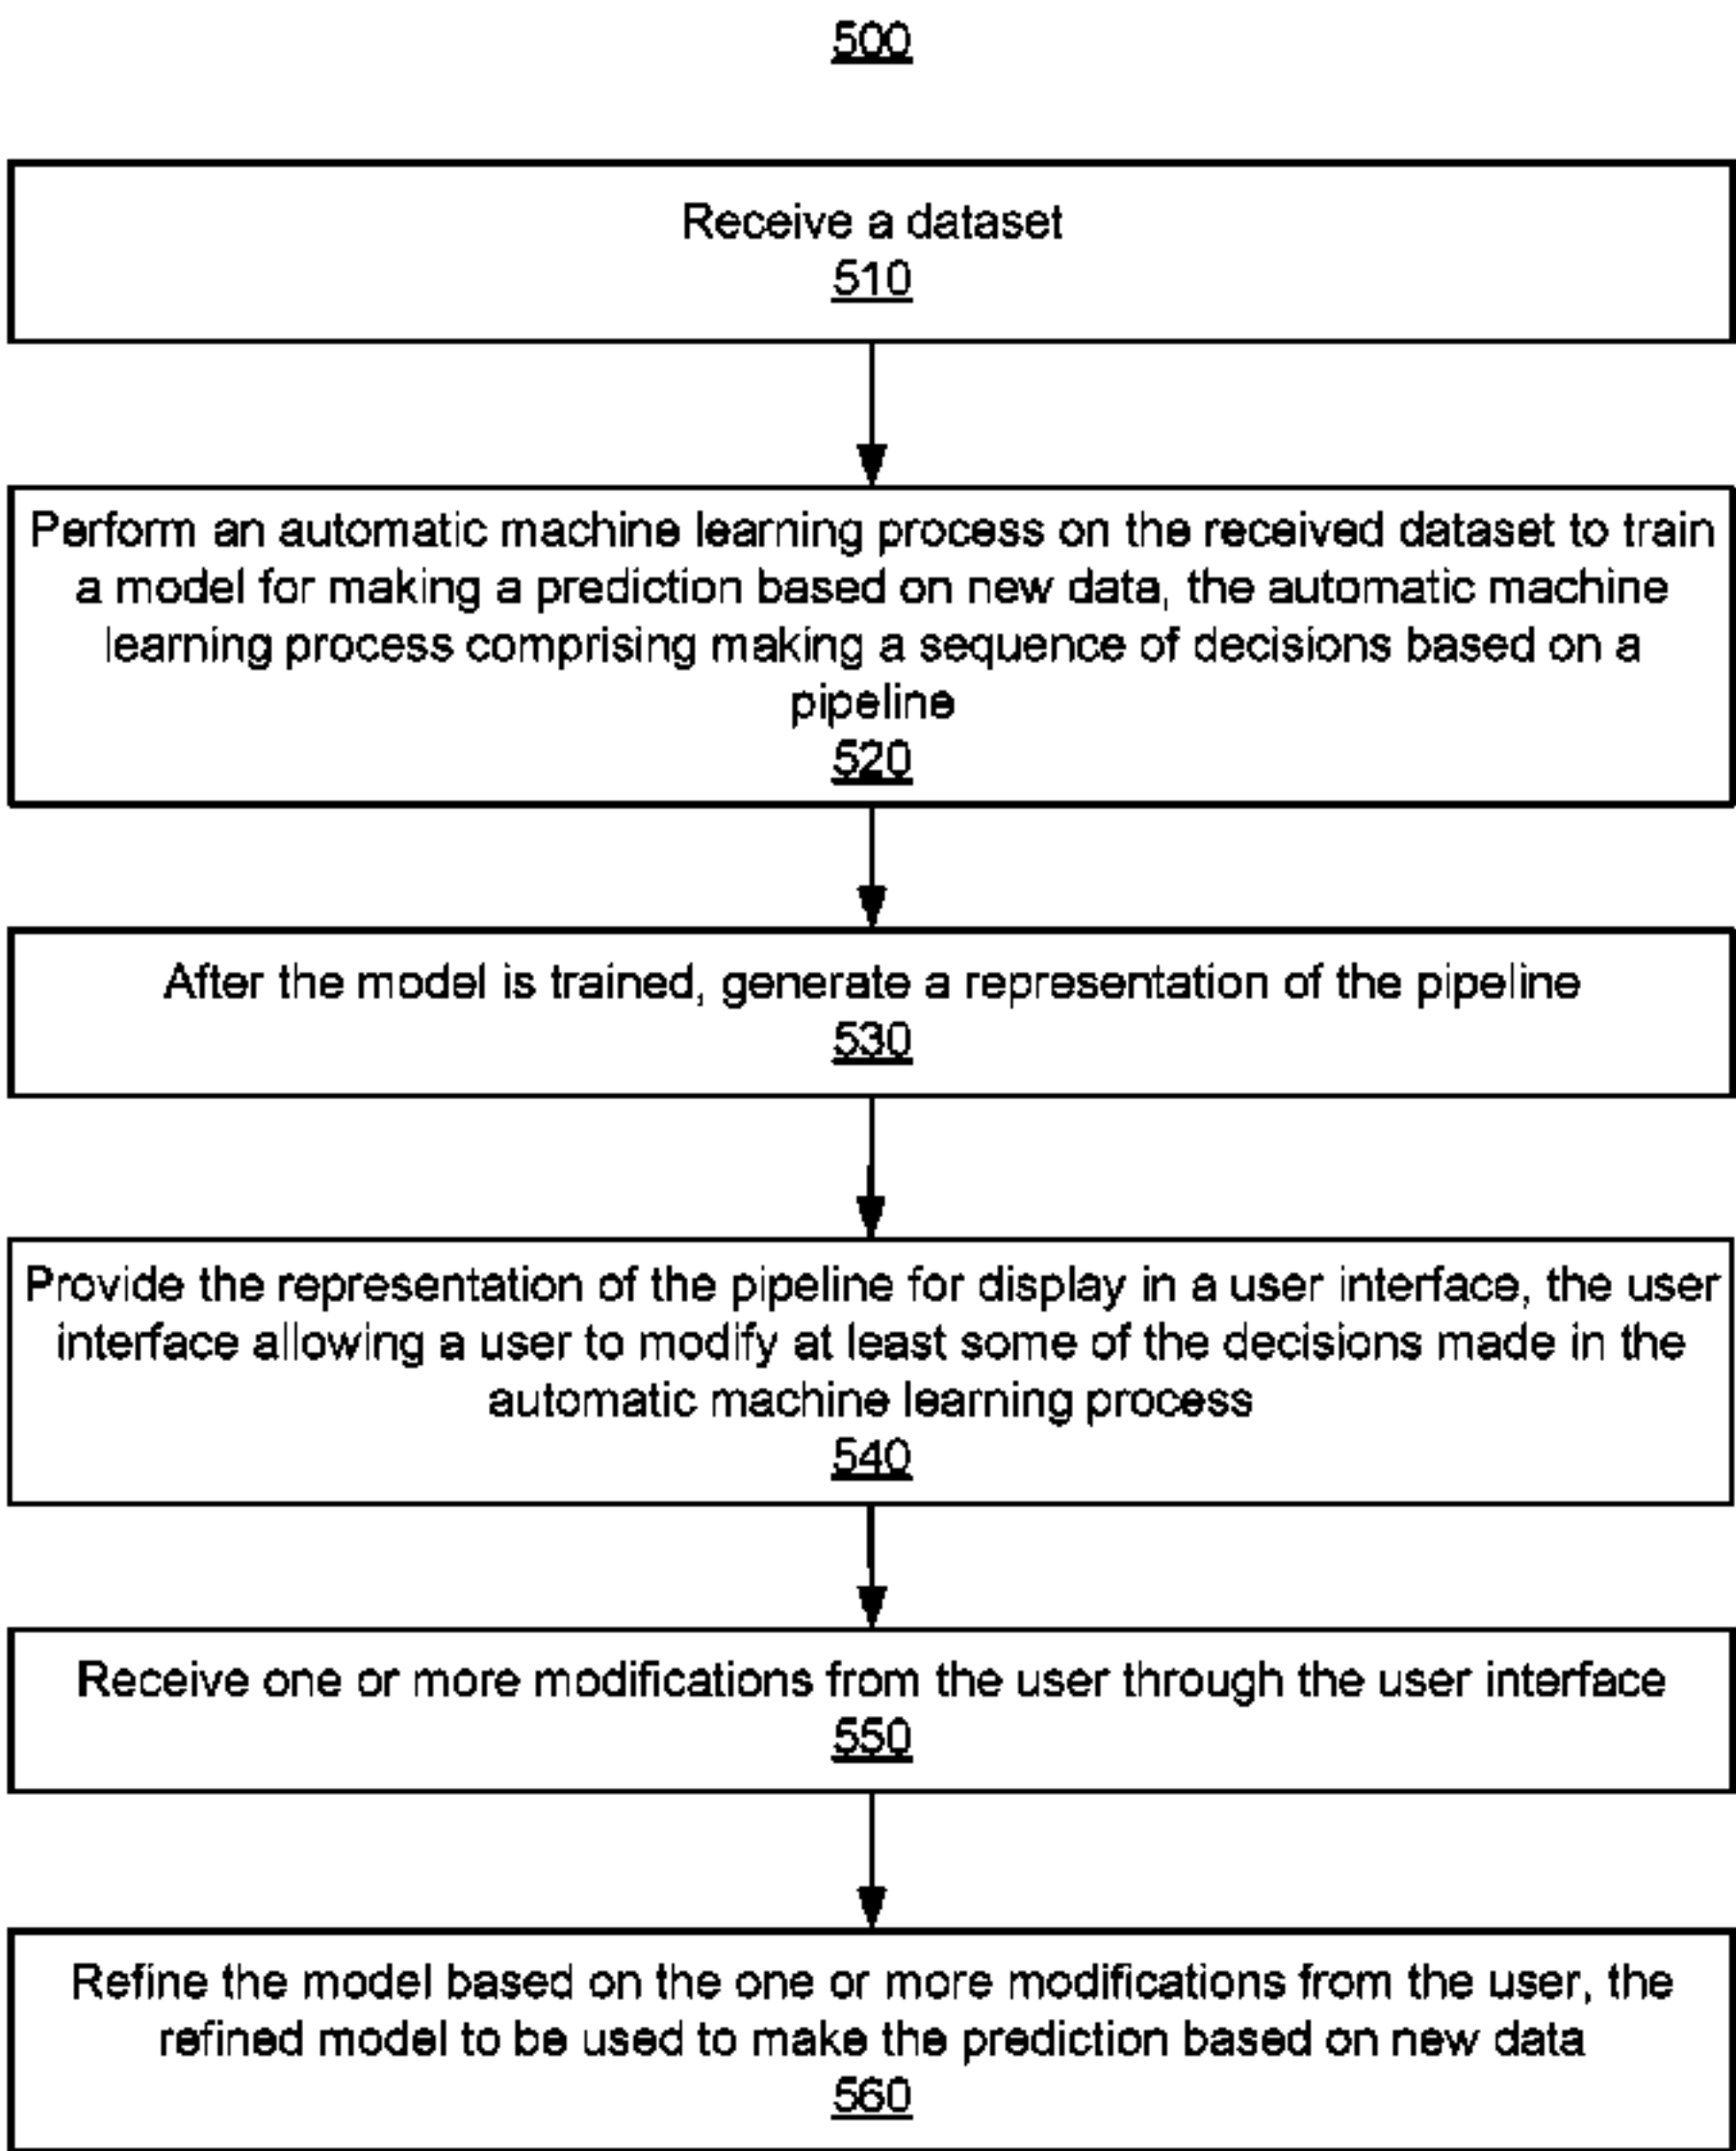 500
Receive a dataset
510
Perform an automatic machine learning process on the received dataset to train
a model for making a prediction based on new data, the automatic machine
learning process comprising making a sequence of decisions based on a
pipeline
520
After the model is trained, generate a representation of the pipeline
530
Provide the representation of the pipeline for display in a user interface, the user
interface allowing a user to modify at least some of the decisions made in the
automatic machine learning process
540
Receive one or more modifications from the user through the user interface
550
Refine the model based on the one or more modifications from the user, the
refined model to be used to make the prediction based on new data
560